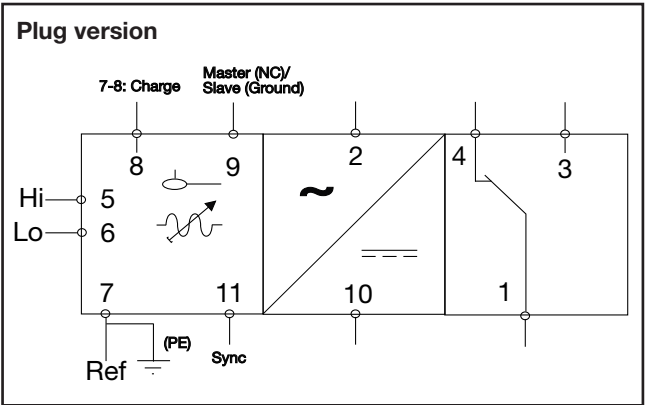 Plug version
Master (NC)/
7-8: Charge
Slave (Ground)
8
9
2
4
3
Hi
5
~
Lo
6
7
11
10
1
(PE)
Ref
Sync